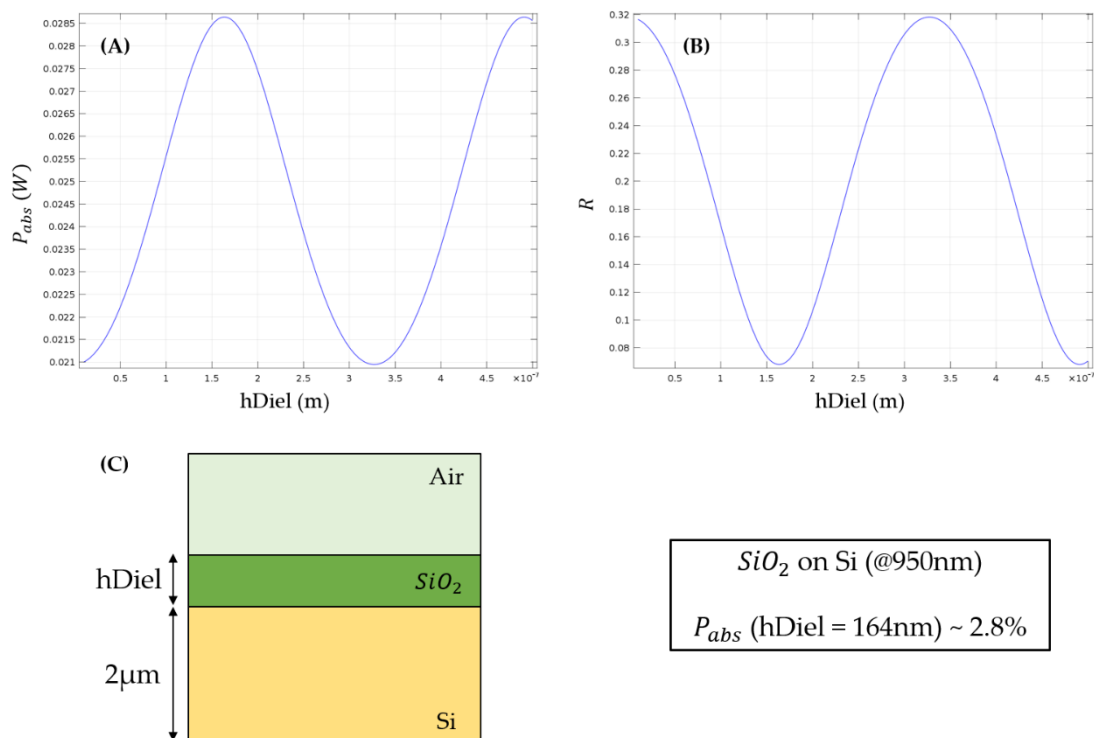 (A)
0.0285
0.028
0.0275
0.027
0.0265
0.026
0.0255
0.025
0.0245
0.024
0.0235
0.023
0.0225
0.022
0.0215
0.021
P_abs (W)
0.5 1 1.5 2 2.5 3 3.5 4 4.5 ×10⁻⁷
hDiel (m)
(B)
0.32
0.3
0.28
0.26
0.24
0.22
0.2
0.18
0.16
0.14
0.12
0.1
0.08
R
0.5 1 1.5 2 2.5 3 3.5 4 4.5 ×10⁻⁷
hDiel (m)
(C)
Air
hDiel
SiO₂
2μm
Si
SiO₂ on Si (@950nm)
P_abs (hDiel = 164nm) ~ 2.8%